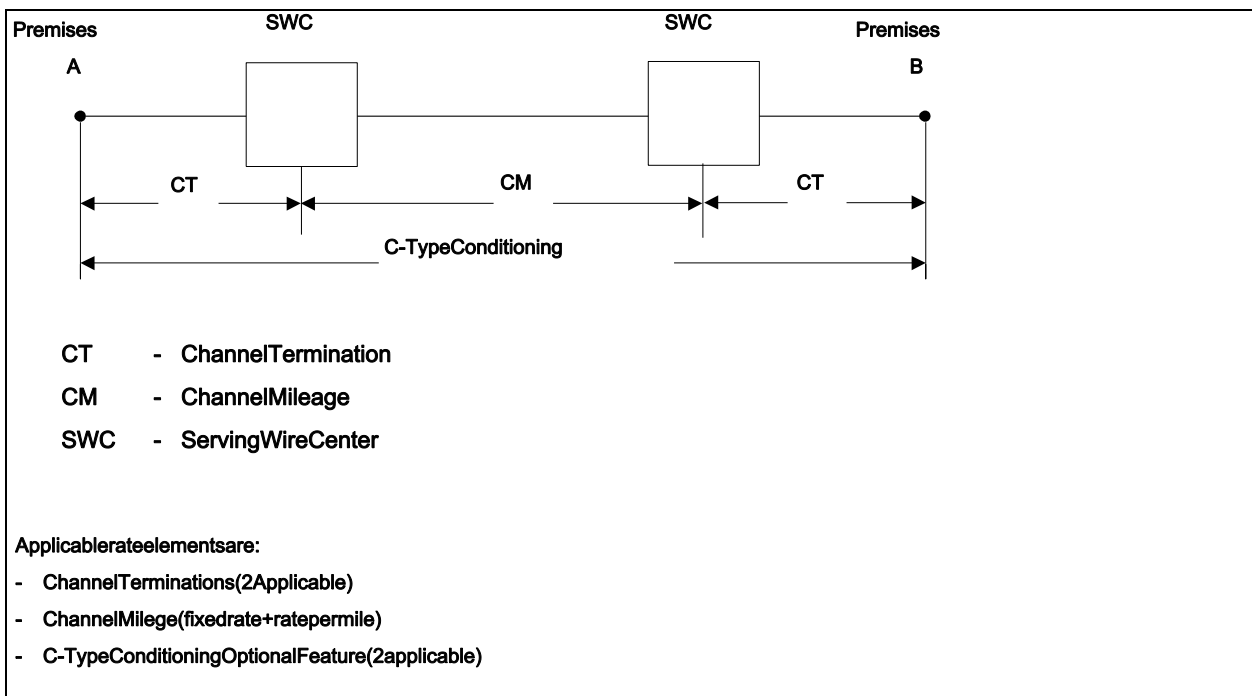 SWC SWC
Premises Premises
A B
CT CM CT
C-TypeConditioning
CT - ChannelTermination
CM - ChannelMileage
SWC - ServingWireCenter
Applicablerateelementsare:
- ChannelTerminations(2Applicable)
- ChannelMilege(fixedrate+ratepermile)
- C-TypeConditioningOptionalFeature(2applicable)